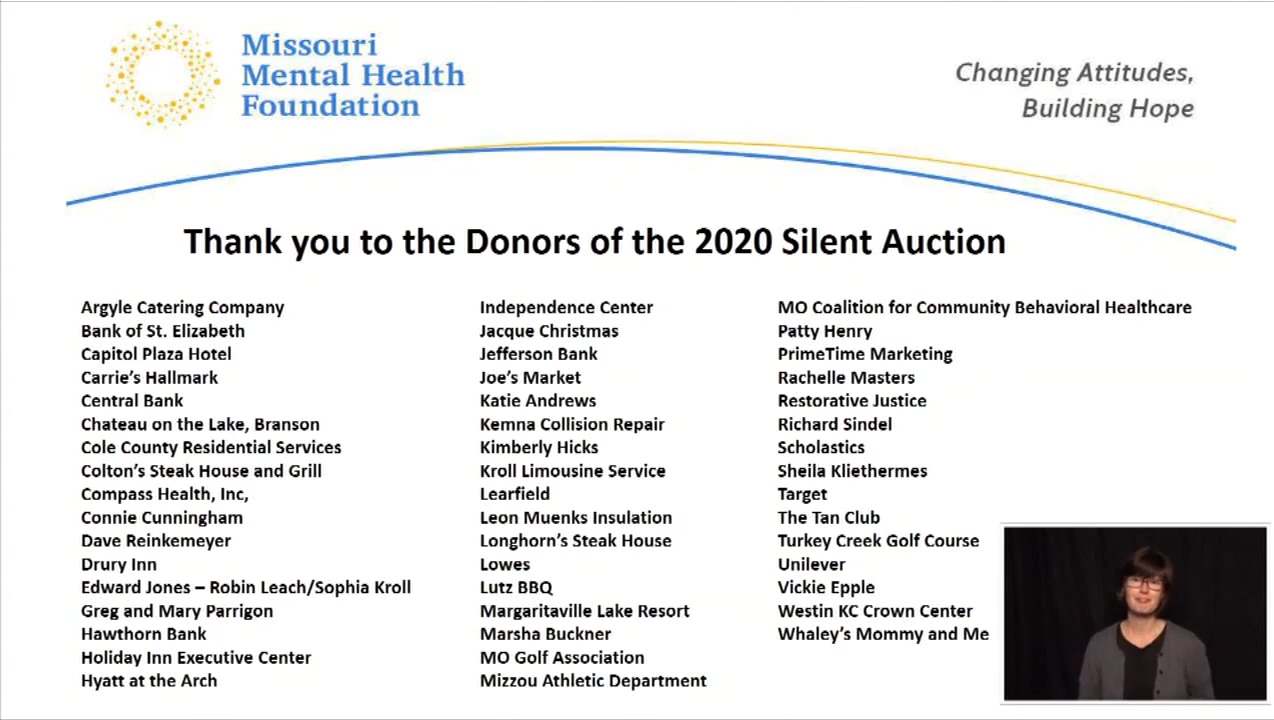 Missouri
Mental Health
Foundation
Changing Attitudes,
Building Hope
Thank you to the Donors of the 2020 Silent Auction
Argyle Catering Company
Bank of St. Elizabeth
Capitol Plaza Hotel
Carrie’s Hallmark
Central Bank
Chateau on the Lake, Branson
Cole County Residential Services
Colton’s Steak House and Grill
Compass Health, Inc,
Connie Cunningham
Dave Reinkemeyer
Drury Inn
Edward Jones – Robin Leach/Sophia Kroll
Greg and Mary Parrigon
Hawthorn Bank
Holiday Inn Executive Center
Hyatt at the Arch
Independence Center
Jacque Christmas
Jefferson Bank
Joe’s Market
Katie Andrews
Kemna Collision Repair
Kimberly Hicks
Kroll Limousine Service
Learfield
Leon Muenks Insulation
Longhorn’s Steak House
Lowes
Lutz BBQ
Margaritaville Lake Resort
Marsha Buckner
MO Golf Association
Mizzou Athletic Department
MO Coalition for Community Behavioral Healthcare
Patty Henry
PrimeTime Marketing
Rachelle Masters
Restorative Justice
Richard Sindel
Scholastics
Sheila Kliethermes
Target
The Tan Club
Turkey Creek Golf Course
Unilever
Vickie Epple
Westin KC Crown Center
Whaley’s Mommy and Me